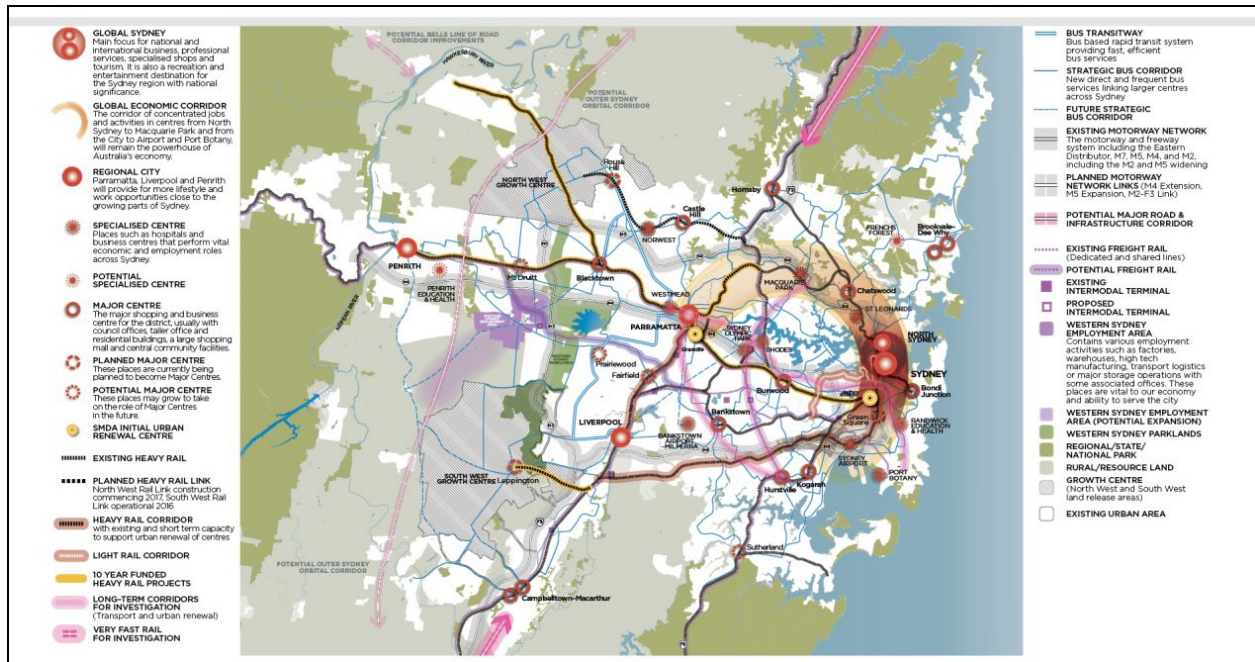 GLOBAL SYDNEY
Main focus for national and
international business, professional
services, specialised shops and
tourism. It is also a recreation and
entertainment destination for
the Sydney region with national
significance.
GLOBAL ECONOMIC CORRIDOR
The corridor of concentrated jobs
and activities in centres from North
Sydney to Macquarie Park and from
the City to Airport and Port Botany,
will remain the powerhouse of
Australia's economy.
REGIONAL CITY
Parramatta, Liverpool and Penrith
will provide for more lifestyle and
work opportunities close to the
growing parts of Sydney.
SPECIALISED CENTRE
Places such as hospitals and
business centres that perform vital
economic and employment roles
across Sydney.
POTENTIAL
SPECIALISED CENTRE
MAJOR CENTRE
The major shopping and business
centre for the district, usually with
council offices, taller office and
residential buildings, a large shopping
mall and central community facilities.
PLANNED MAJOR CENTRE
These places are currently being
planned to become Major Centres.
POTENTIAL MAJOR CENTRE
These places may grow to take
on the role of Major Centres
in the future.
SMDA INITIAL URBAN
RENEWAL CENTRE
EXISTING HEAVY RAIL
PLANNED HEAVY RAIL LINK
North West Rail Link construction
commencing 2017, South West Rail
Link operational 2016
HEAVY RAIL CORRIDOR
with existing and short term capacity
to support urban renewal of centres
LIGHT RAIL CORRIDOR
10 YEAR FUNDED
HEAVY RAIL PROJECTS
LONG-TERM CORRIDORS
FOR INVESTIGATION
(Transport and urban renewal)
VERY FAST RAIL
FOR INVESTIGATION
POTENTIAL BELLS LINE OF ROAD
CORRIDOR IMPROVEMENTS
HAWKESBURY RIVER
POTENTIAL
OUTER SYDNEY
ORBITAL CORRIDOR
NORTH WEST
GROWTH CENTRE
Rouse
Hill
Hornsby
Castle
Hill
NORWEST
FRENCHS
FOREST
Brookvale-
Dee Why
PENRITH
PENRITH
EDUCATION
& HEALTH
Mt Druitt
Blacktown
MACQUARIE
PARK
Chatswood
WESTMEAD
ST LEONARDS
PARRAMATTA
Granville
SYDNEY
OLYMPIC
PARK
RHODES
NORTH
SYDNEY
SYDNEY
NEPEAN RIVER
Prairiewood
Fairfield
Burwood
Bondi
Junction
Bankstown
Green
Square
RANDWICK
EDUCATION
& HEALTH
LIVERPOOL
BANKSTOWN
AIRPORT
-MILPERRA
SYDNEY
AIRPORT
PORT
BOTANY
SOUTH WEST
GROWTH CENTRE
Leppington
Kogarah
Hurstville
Sutherland
POTENTIAL OUTER SYDNEY
ORBITAL CORRIDOR
Campbelltown-Macarthur
BUS TRANSITWAY
Bus based rapid transit system
providing fast, efficient
bus services
STRATEGIC BUS CORRIDOR
New direct and frequent bus
services linking larger centres
across Sydney
FUTURE STRATEGIC
BUS CORRIDOR
EXISTING MOTORWAY NETWORK
The motorway and freeway
system including the Eastern
Distributor, M7, M5, M4, and M2,
including the M2 and M5 widening
PLANNED MOTORWAY
NETWORK LINKS (M4 Extension,
M5 Expansion, M2-F3 Link)
POTENTIAL MAJOR ROAD &
INFRASTRUCTURE CORRIDOR
EXISTING FREIGHT RAIL
(Dedicated and shared lines)
POTENTIAL FREIGHT RAIL
EXISTING
INTERMODAL TERMINAL
PROPOSED
INTERMODAL TERMINAL
WESTERN SYDNEY
EMPLOYMENT AREA
Contains various employment
activities such as factories,
warehouses, high tech
manufacturing, transport logistics
or major storage operations with
some associated offices. These
places are vital to our economy
and ability to serve the city
WESTERN SYDNEY EMPLOYMENT
AREA (POTENTIAL EXPANSION)
WESTERN SYDNEY PARKLANDS
REGIONAL/STATE/
NATIONAL PARK
RURAL/RESOURCE LAND
GROWTH CENTRE
(North West and South West
land release areas)
EXISTING URBAN AREA